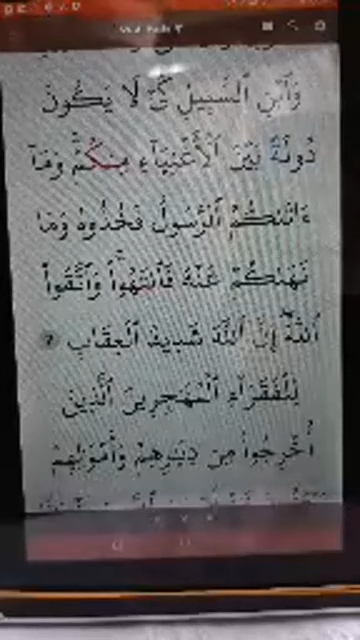 وَٱبْنِ ٱلسَّبِيلِ كَىْ لَا يَكُونَ
دُولَةًۢ بَيْنَ ٱلْأَغْنِيَآءِ مِنكُمْ ۚ وَمَآ
ءَاتَىٰكُمُ ٱلرَّسُولُ فَخُذُوهُ وَمَا
نَهَىٰكُمْ عَنْهُ فَٱنتَهُوا۟ ۚ وَٱتَّقُوا۟
ٱللَّهَ ۖ إِنَّ ٱللَّهَ شَدِيدُ ٱلْعِقَابِ ٧
لِلْفُقَرَآءِ ٱلْمُهَـٰجِرِينَ ٱلَّذِينَ
أُخْرِجُوا۟ مِن دِيَـٰرِهِمْ وَأَمْوَٰلِهِمْ